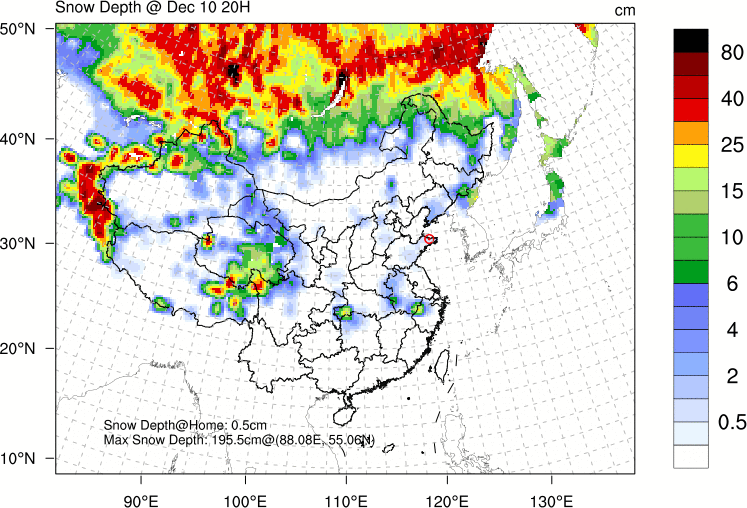 Snow Depth @ Dec 10 20H
cm
50°N
40°N
30°N
20°N
10°N
Snow Depth@Home: 0.5cm
Max Snow Depth: 195.5cm@(88.08E, 55.06N)
90°E
100°E
110°E
120°E
130°E
80
40
25
15
10
6
4
2
0.5